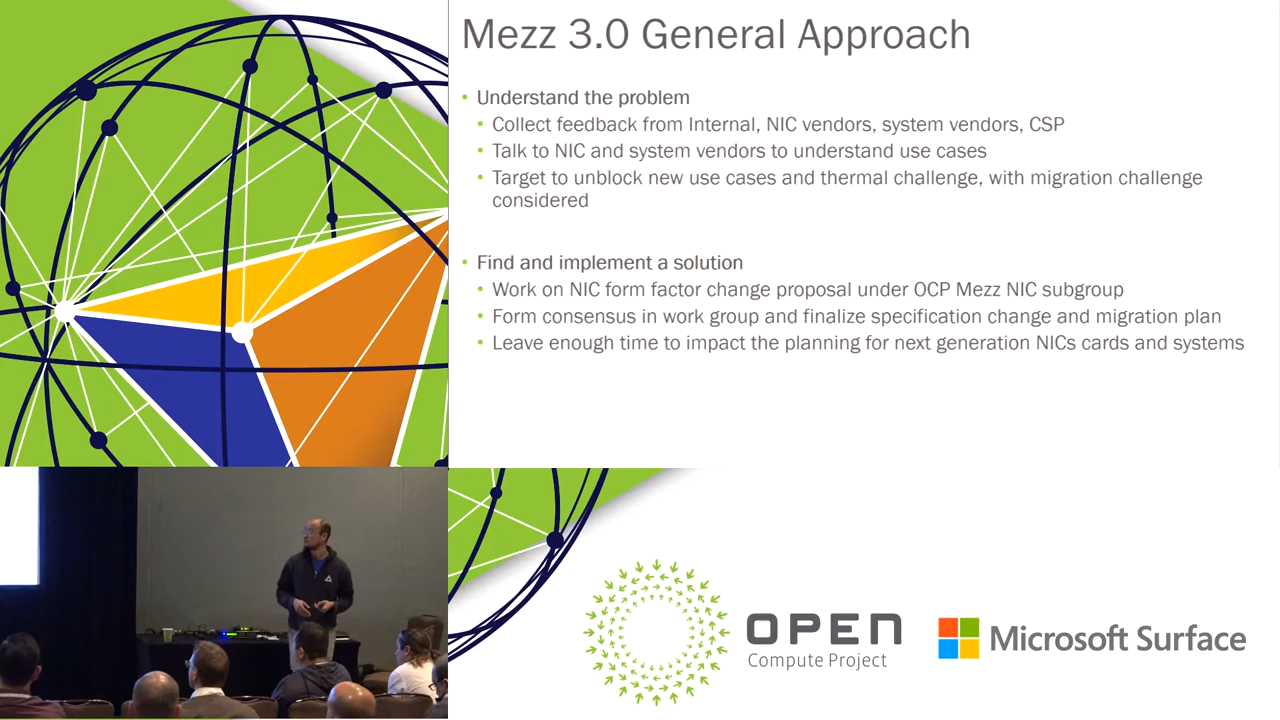 Mezz 3.0 General Approach
• Understand the problem
• Collect feedback from Internal, NIC vendors, system vendors, CSP
• Talk to NIC and system vendors to understand use cases
• Target to unblock new use cases and thermal challenge, with migration challenge
considered
• Find and implement a solution
• Work on NIC form factor change proposal under OCP Mezz NIC subgroup
• Form consensus in work group and finalize specification change and migration plan
• Leave enough time to impact the planning for next generation NICs cards and systems
OPEN
Compute Project
Microsoft Surface